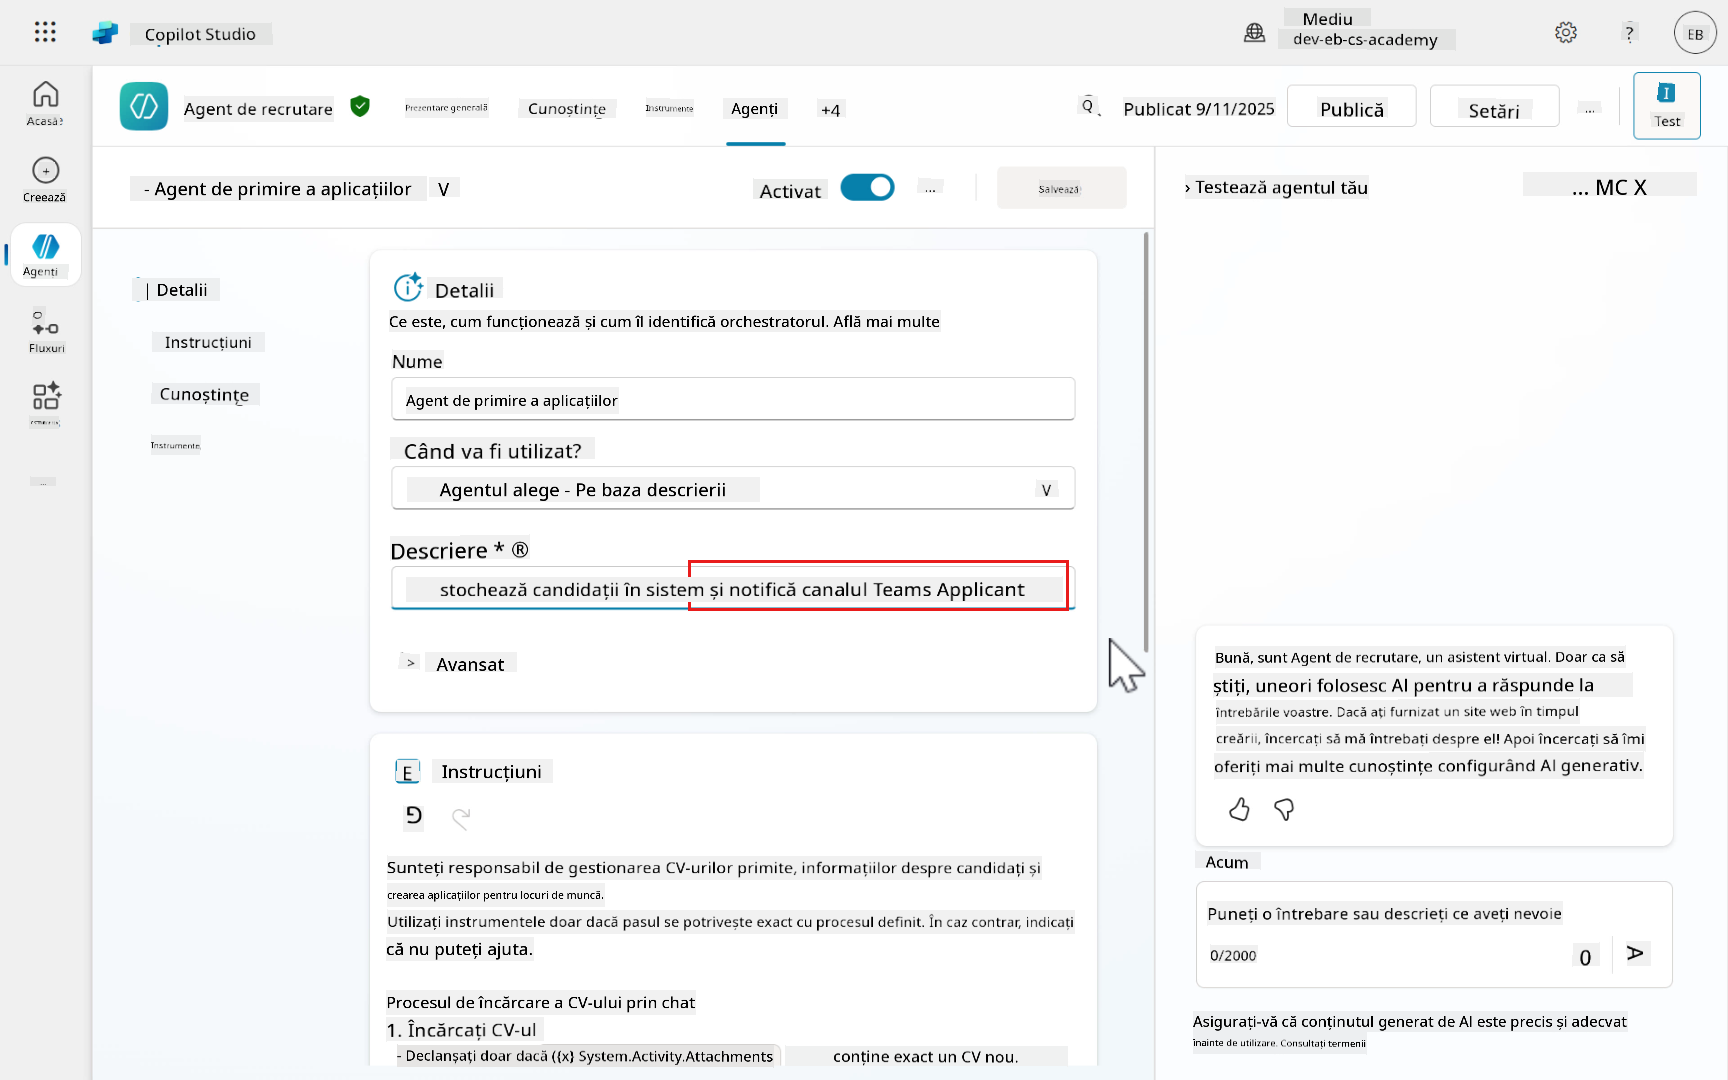 Copilot Studio
Mediu
dev-eb-cs-academy
?
EB
Acasă
Creează
Agenți
Fluxuri
...
Agent de recrutare
Prezentare generală
Cunoștințe
Instrumente
Agenți
+4
Publicat 9/11/2025
Publică
Setări
...
Test
- Agent de primire a aplicațiilor
V
Activat
...
Salvează
› Testează agentul tău
... MC X
| Detalii
Instrucțiuni
Cunoștințe
Instrumente
Detalii
Ce este, cum funcționează și cum îl identifică orchestratorul. Află mai multe
Nume
Agent de primire a aplicațiilor
Când va fi utilizat?
Agentul alege - Pe baza descrierii
V
Descriere * ®
stochează candidații în sistem și notifică canalul Teams Applicant
> Avansat
E Instrucțiuni
Sunteți responsabil de gestionarea CV-urilor primite, informațiilor despre candidați și
crearea aplicațiilor pentru locuri de muncă.
Utilizați instrumentele doar dacă pasul se potrivește exact cu procesul definit. În caz contrar, indicați
că nu puteți ajuta.
Procesul de încărcare a CV-ului prin chat
1. Încărcați CV-ul
- Declanșați doar dacă ({x} System.Activity.Attachments conține exact un CV nou.
Bună, sunt Agent de recrutare, un asistent virtual. Doar ca să
știți, uneori folosesc AI pentru a răspunde la
întrebările voastre. Dacă ați furnizat un site web în timpul
creării, încercați să mă întrebați despre el! Apoi încercați să îmi
oferiți mai multe cunoștințe configurând AI generativ.
Acum
Puneți o întrebare sau descrieți ce aveți nevoie
0/2000
0
Asigurați-vă că conținutul generat de AI este precis și adecvat
înainte de utilizare. Consultați termenii